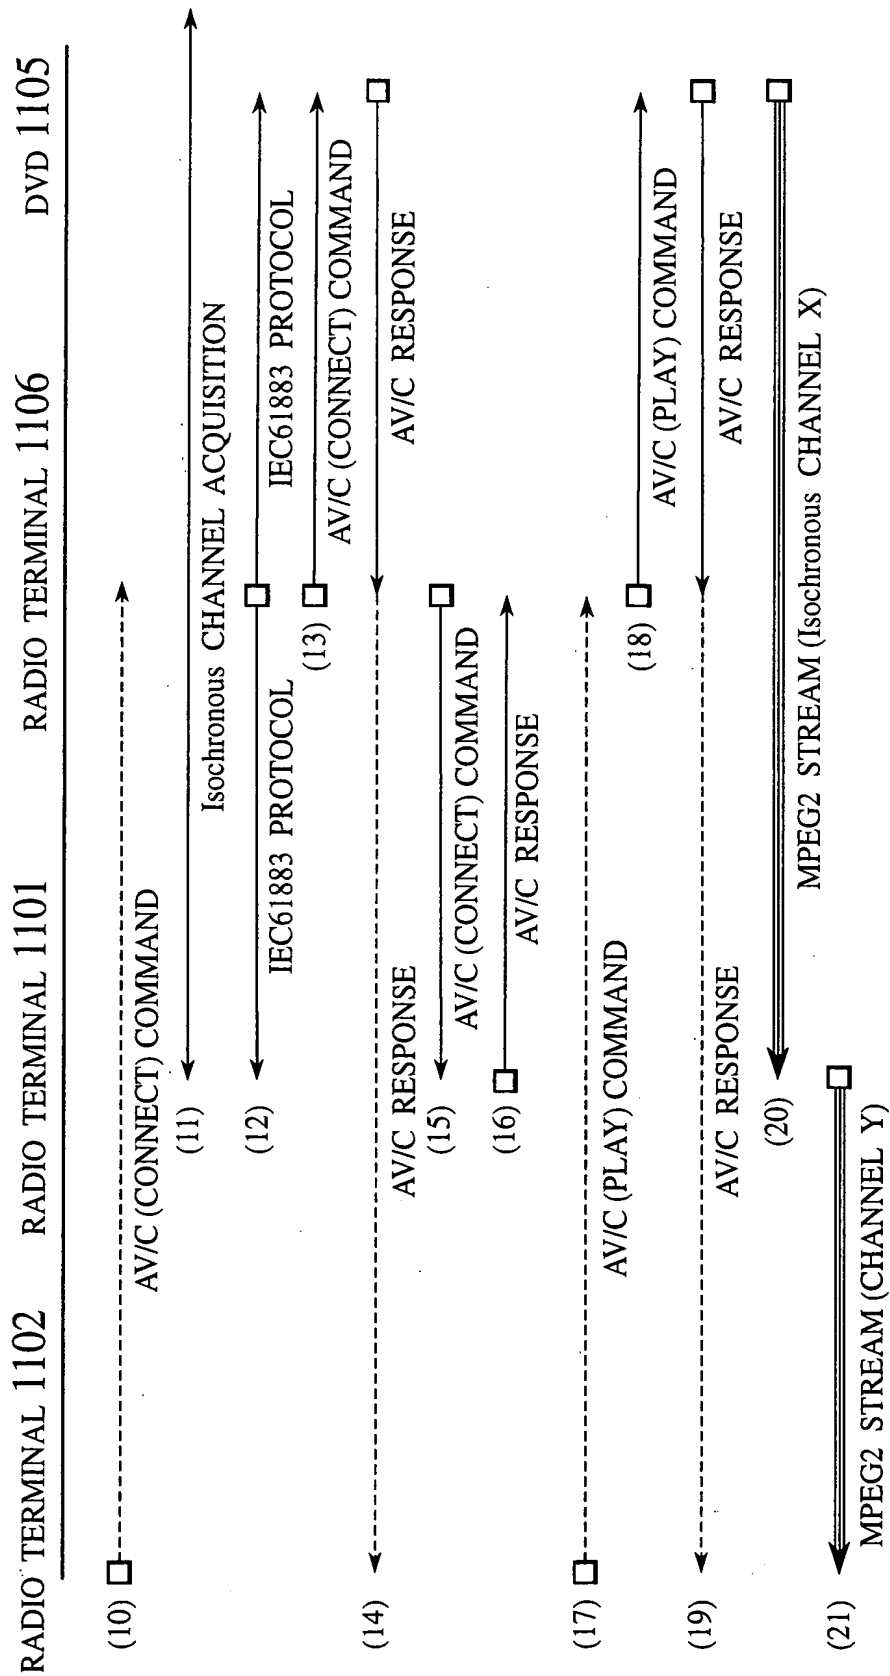 RADIO TERMINAL 1102
RADIO TERMINAL 1101
RADIO TERMINAL 1106
DVD 1105
(10)
AV/C (CONNECT) COMMAND
(11)
Isochronous CHANNEL ACQUISITION
(12)
IEC61883 PROTOCOL
IEC61883 PROTOCOL
(13)
AV/C (CONNECT) COMMAND
(14)
AV/C RESPONSE
AV/C RESPONSE
(15)
AV/C (CONNECT) COMMAND
(16)
AV/C RESPONSE
(17)
AV/C (PLAY) COMMAND
(18)
AV/C (PLAY) COMMAND
(19)
AV/C RESPONSE
AV/C RESPONSE
(20)
MPEG2 STREAM (Isochronous CHANNEL X)
(21)
MPEG2 STREAM (CHANNEL Y)